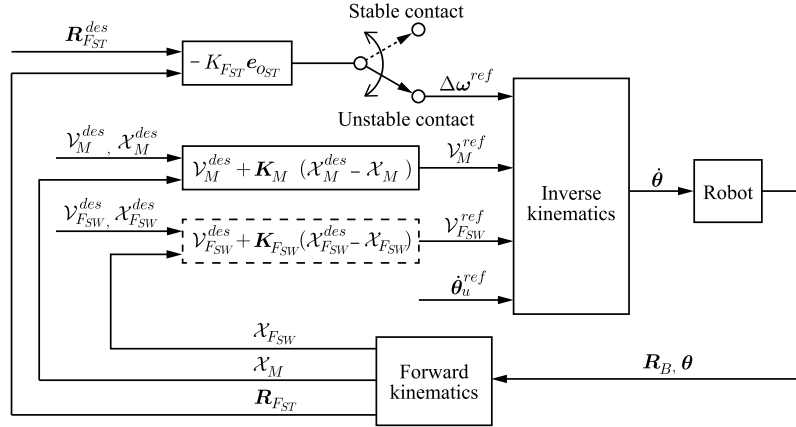 Stable contact
R_{F_{ST}}^{des}
-K_{F_{ST}} e_{o_{ST}}
Δω^{ref}
Unstable contact
V_M^{des}, X_M^{des}
V_M^{des} + K_M (X_M^{des} - X_M)
V_M^{ref}
V_{F_{SW}}^{des}, X_{F_{SW}}^{des}
V_{F_{SW}}^{des} + K_{F_{SW}} (X_{F_{SW}}^{des} - X_{F_{SW}})
V_{F_{SW}}^{ref}
θ̇_u^{ref}
Inverse
kinematics
θ̇
Robot
X_{F_{SW}}
X_M
R_{F_{ST}}
Forward
kinematics
R_B, θ